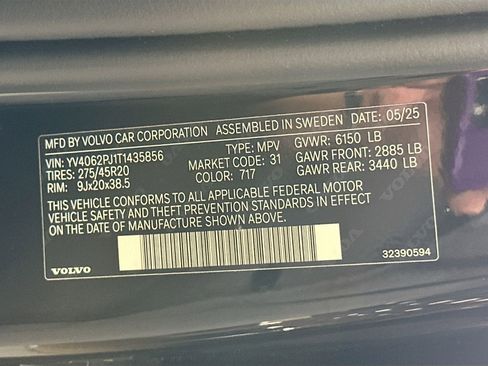 MFD BY VOLVO CAR CORPORATION ASSEMBLED IN SWEDEN DATE: 05/25
VIN: YV4062PJ1T1435856 TYPE: MPV GVWR: 6150 LB
TIRES: 275/45R20 MARKET CODE: 31 GAWR FRONT: 2885 LB
RIM: 9Jx20x38.5 COLOR: 717 GAWR REAR: 3440 LB
THIS VEHICLE CONFORMS TO ALL APPLICABLE FEDERAL MOTOR
VEHICLE SAFETY AND THEFT PREVENTION STANDARDS IN EFFECT
ON THE DATE OF MANUFACTURE SHOWN ABOVE.
VOLVO 32390594